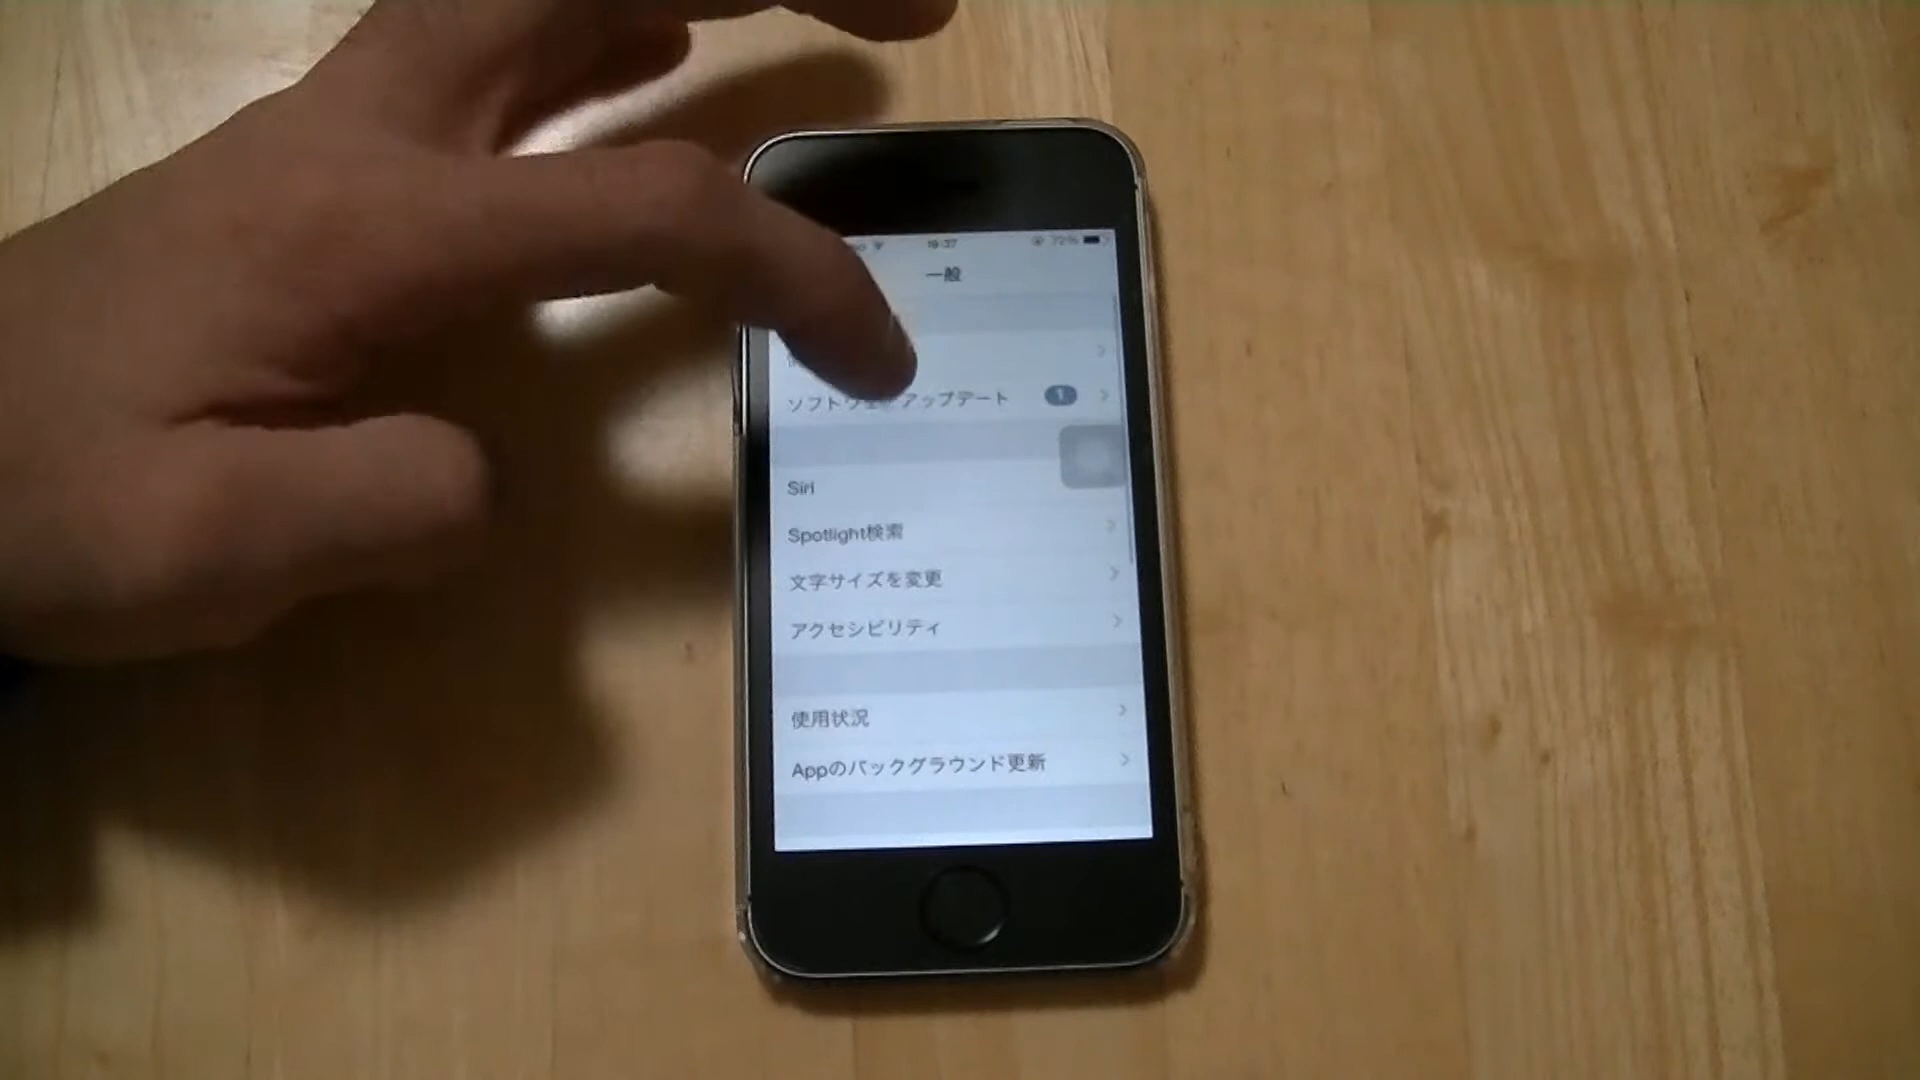 19:37 72%
一般
ソフトウェアアップデート 1
Siri
Spotlight検索
文字サイズを変更
アクセシビリティ
使用状況
Appのバックグラウンド更新